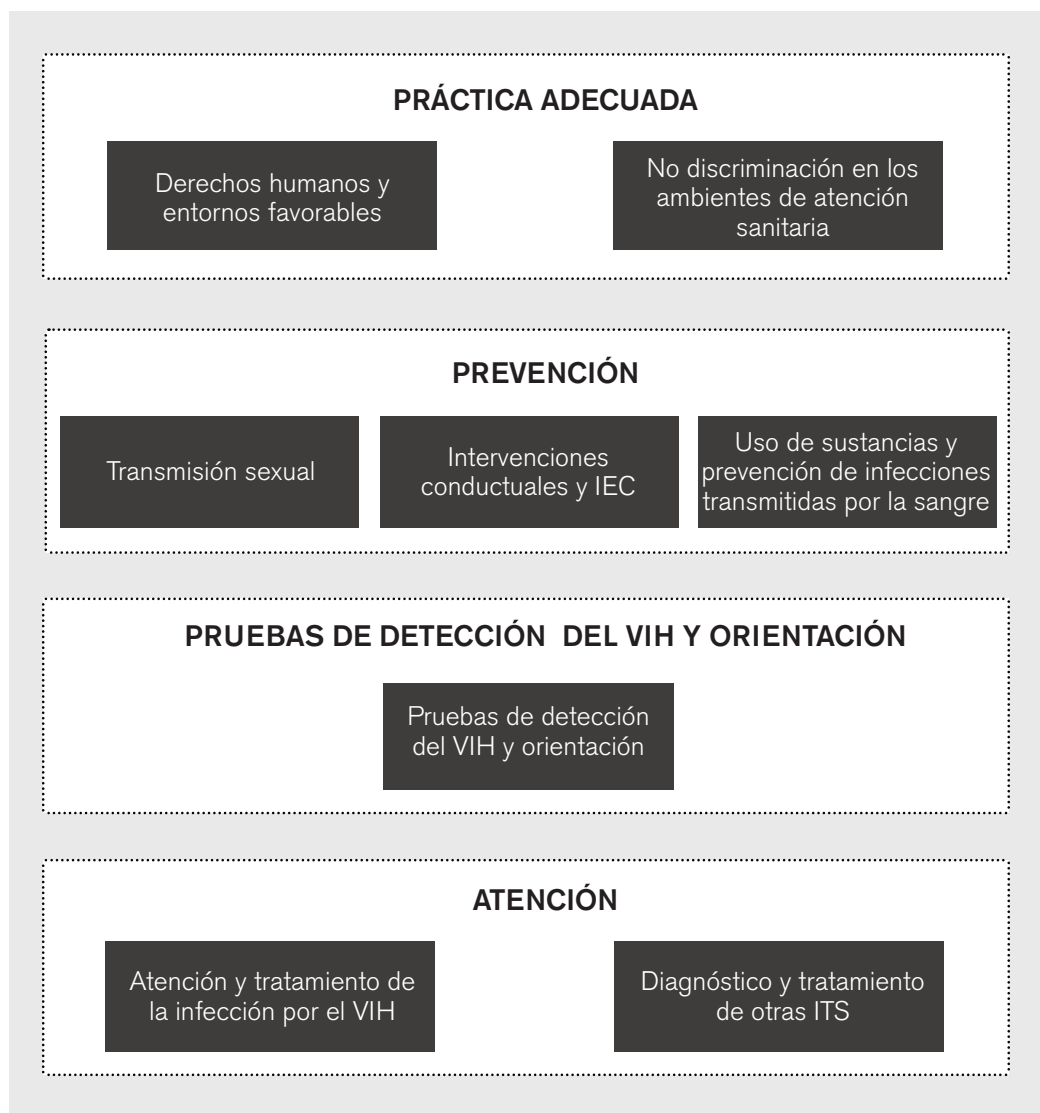 PRÁCTICA ADECUADA
Derechos humanos y
entornos favorables
No discriminación en los
ambientes de atención
sanitaria
PREVENCIÓN
Transmisión sexual
Intervenciones
conductuales y IEC
Uso de sustancias y
prevención de infecciones
transmitidas por la sangre
PRUEBAS DE DETECCIÓN DEL VIH Y ORIENTACIÓN
Pruebas de detección
del VIH y orientación
ATENCIÓN
Atención y tratamiento de
la infección por el VIH
Diagnóstico y tratamiento
de otras ITS